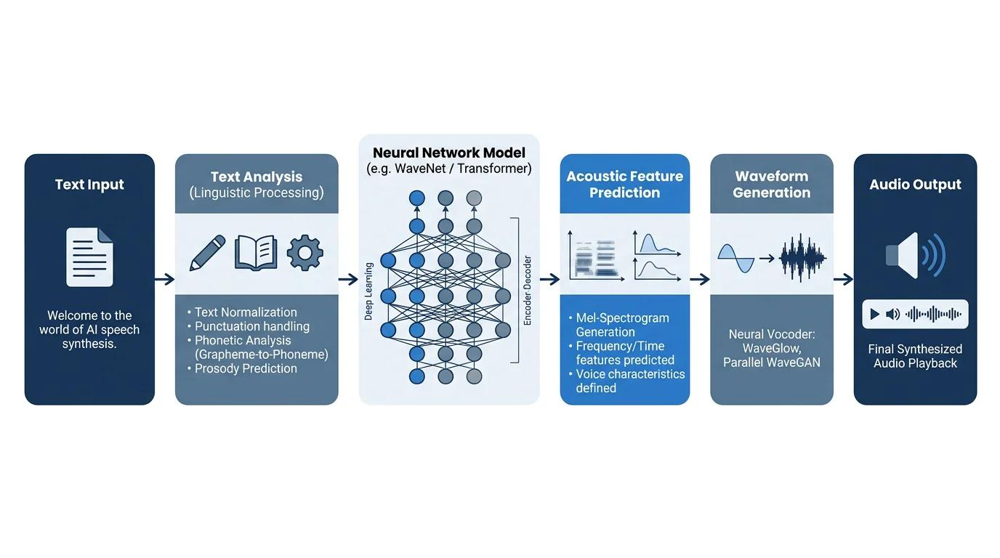 Text Input
Welcome to the
world of AI speech
synthesis.
Text Analysis
(Linguistic Processing)
• Text Normalization
• Punctuation handling
• Phonetic Analysis
(Grapheme-to-Phoneme)
• Prosody Prediction
Neural Network Model
(e.g. WaveNet / Transformer)
Deep Learning
Encoder-Decoder
Acoustic Feature
Prediction
• Mel-Spectrogram
Generation
• Frequency/Time
features predicted
• Voice characteristics
defined
Waveform
Generation
Neural Vocoder:
WaveGlow,
Parallel WaveGAN
Audio Output
Final Synthesized
Audio Playback